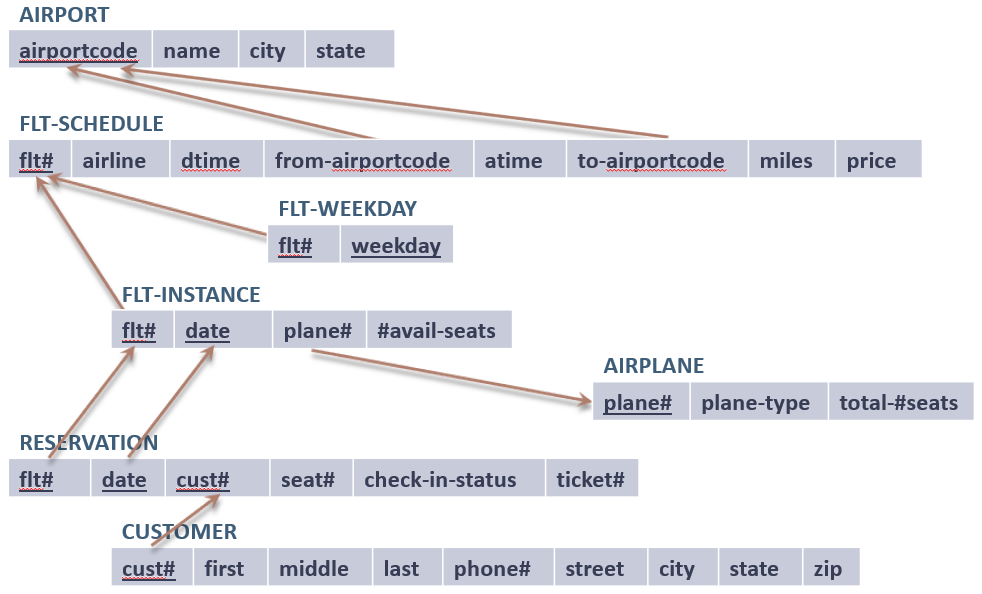 AIRPORT
airportcode name city state
FLT-SCHEDULE
flt# airline dtime from-airportcode atime to-airportcode miles price
FLT-WEEKDAY
flt# weekday
FLT-INSTANCE
flt# date plane# #avail-seats
AIRPLANE
plane# plane-type total-#seats
RESERVATION
flt# date cust# seat# check-in-status ticket#
CUSTOMER
cust# first middle last phone# street city state zip